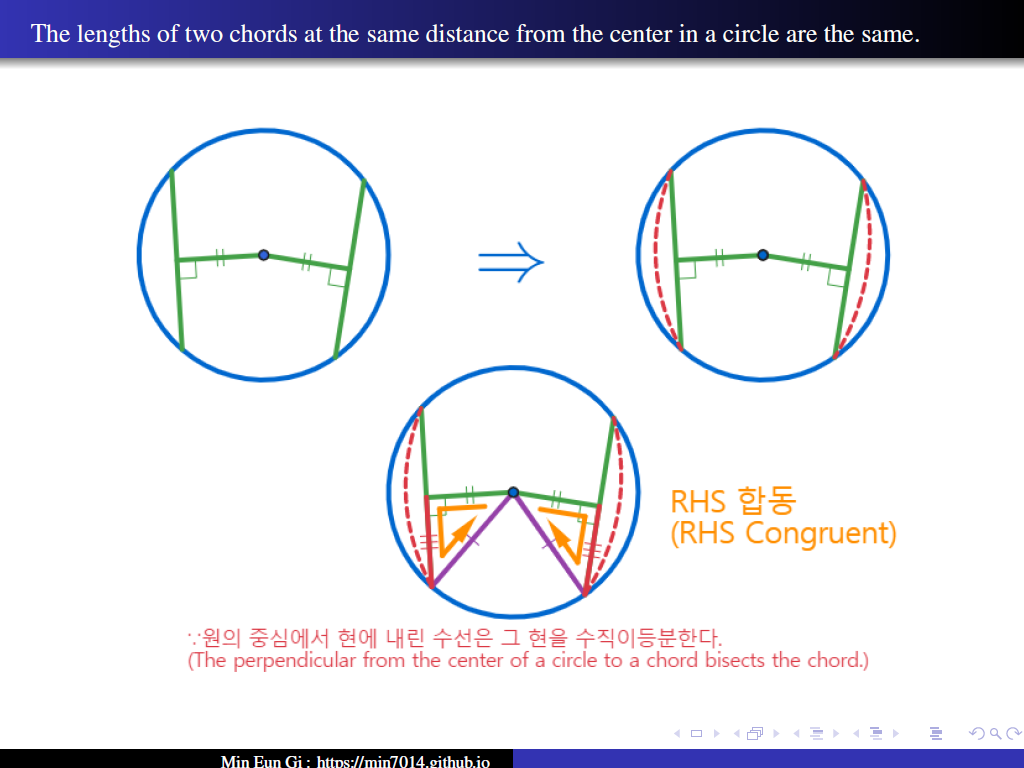 The lengths of two chords at the same distance from the center in a circle are the same.
RHS 합동
(RHS Congruent)
∵원의 중심에서 현에 내린 수선은 그 현을 수직이등분한다.
(The perpendicular from the center of a circle to a chord bisects the chord.)
Min Eun Gi : https://min7014.github.io